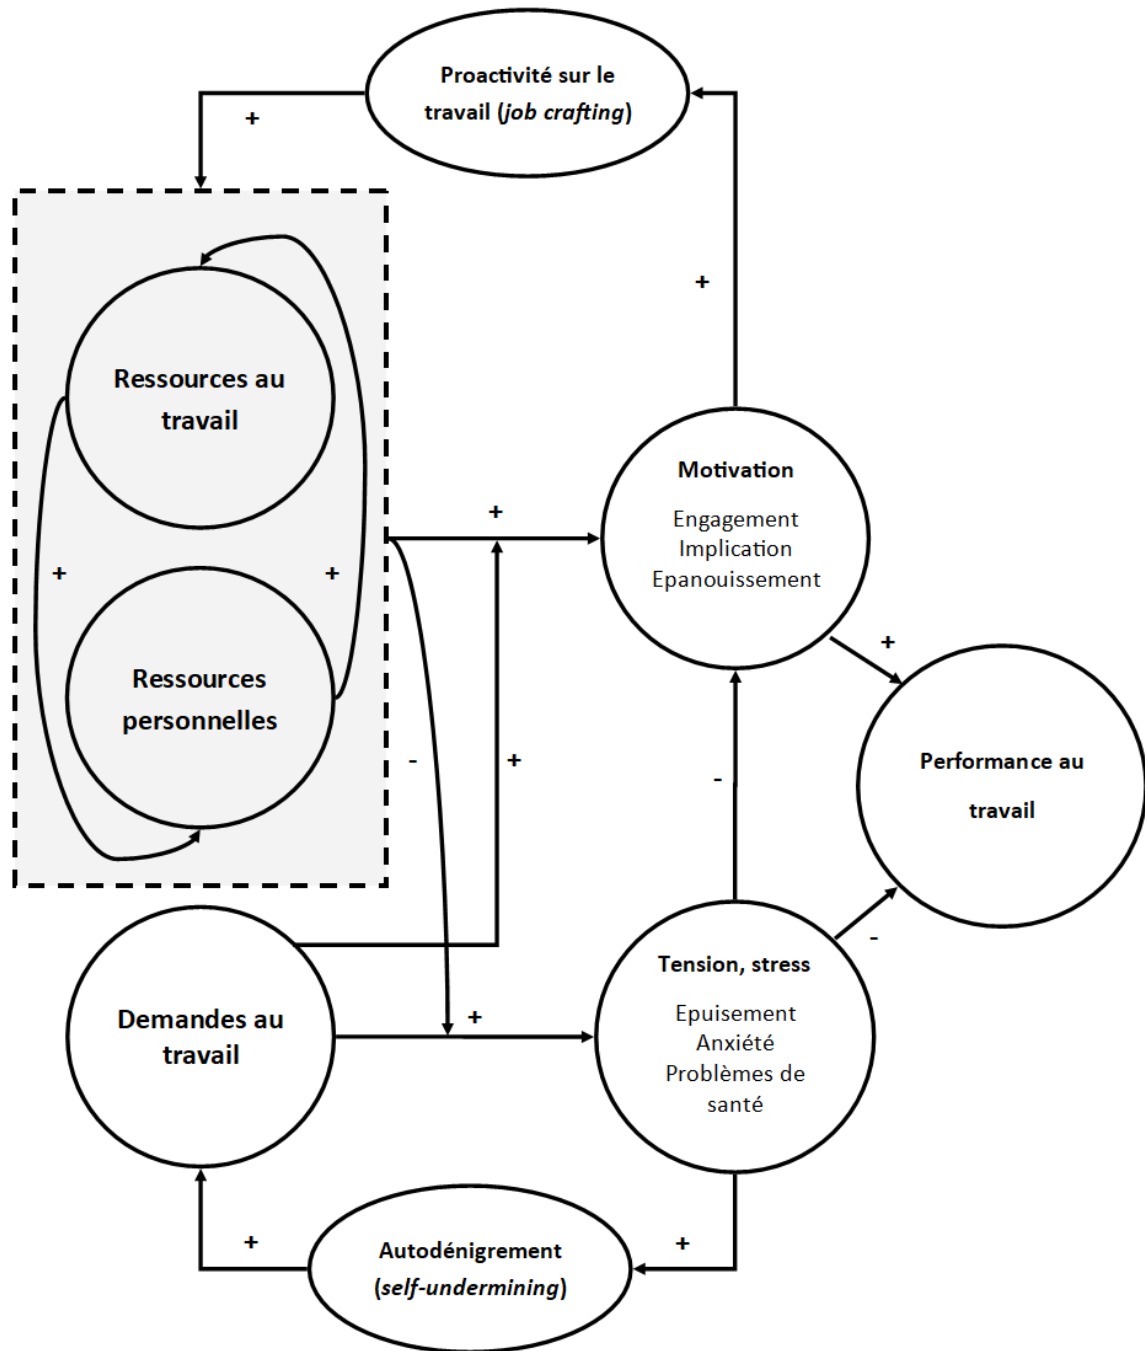 Proactivité sur le
travail (job crafting)
+
+
Ressources au
travail
Motivation
Engagement
Implication
Epanouissement
+
+
+
+
Ressources
personnelles
-
+
-
Performance au
travail
Tension, stress
Epuisement
Anxiété
Problèmes de
santé
-
Demandes au
travail
+
Autodénigrement
(self-undermining)
+
+